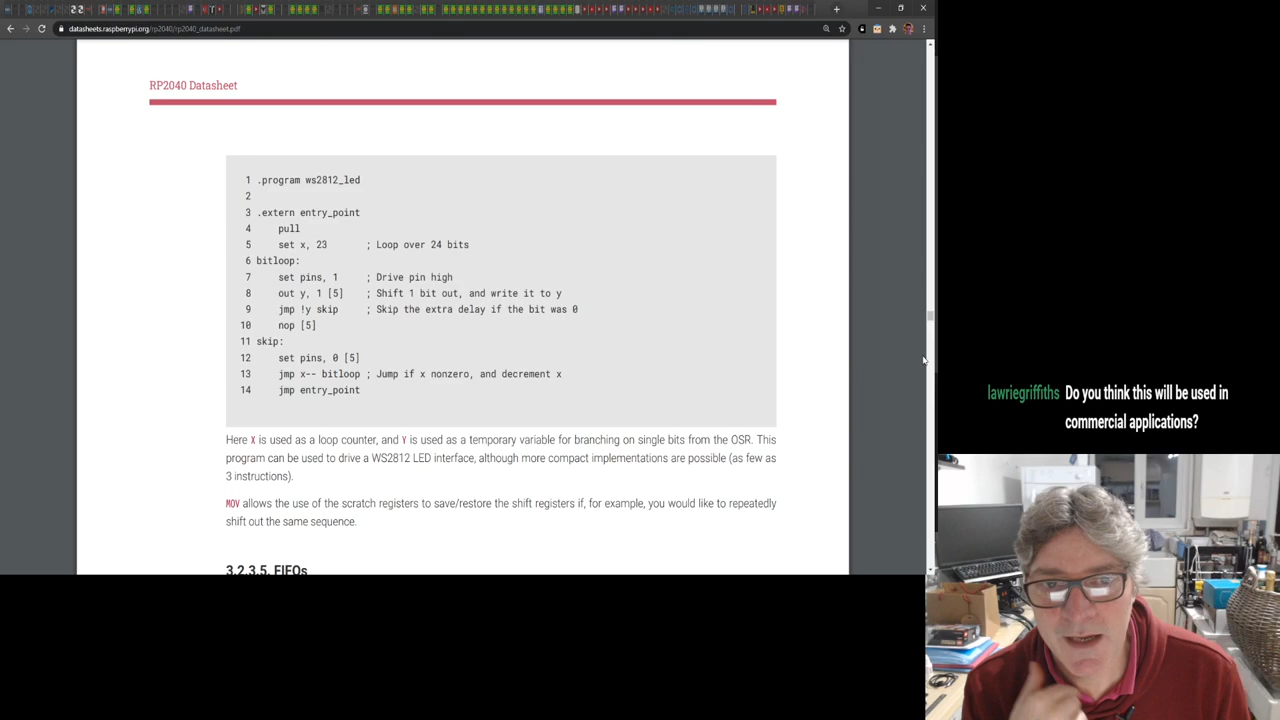 datasheets.raspberrypi.org/rp2040/rp2040_datasheet.pdf
RP2040 Datasheet
1 .program ws2812_led
2
3 .extern entry_point
4 pull
5 set x, 23 ; Loop over 24 bits
6 bitloop:
7 set pins, 1 ; Drive pin high
8 out y, 1 [5] ; Shift 1 bit out, and write it to y
9 jmp !y skip ; Skip the extra delay if the bit was 0
10 nop [5]
11 skip:
12 set pins, 0 [5]
13 jmp x-- bitloop ; Jump if x nonzero, and decrement x
14 jmp entry_point
Here X is used as a loop counter, and Y is used as a temporary variable for branching on single bits from the OSR. This
program can be used to drive a WS2812 LED interface, although more compact implementations are possible (as few as
3 instructions).
MOV allows the use of the scratch registers to save/restore the shift registers if, for example, you would like to repeatedly
shift out the same sequence.
3.2.3.5. FIFOs
lawriegriffiths Do you think this will be used in
commercial applications?